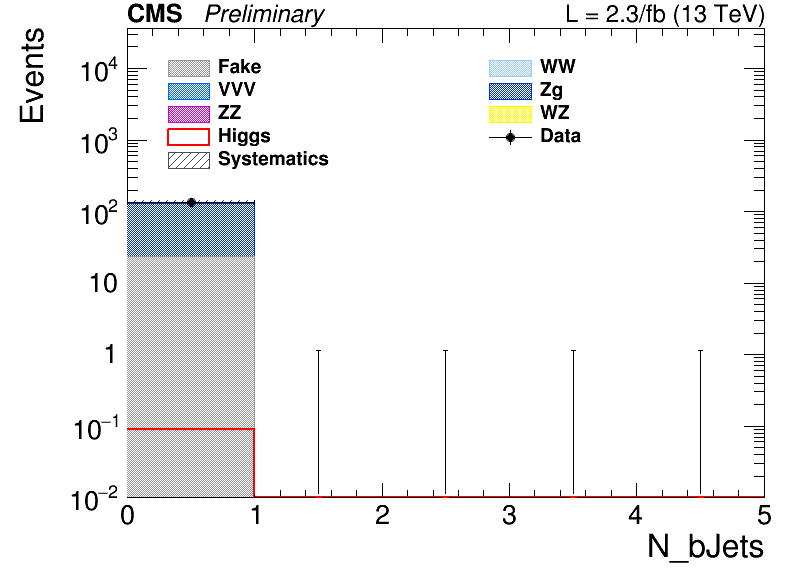 CMS Preliminary L = 2.3/fb (13 TeV)
Events
Fake WW
VVV Zg
ZZ WZ
Higgs Data
Systematics
10^4
10^3
10^2
10
1
10^−1
10^−2
0 1 2 3 4 5
N_bJets